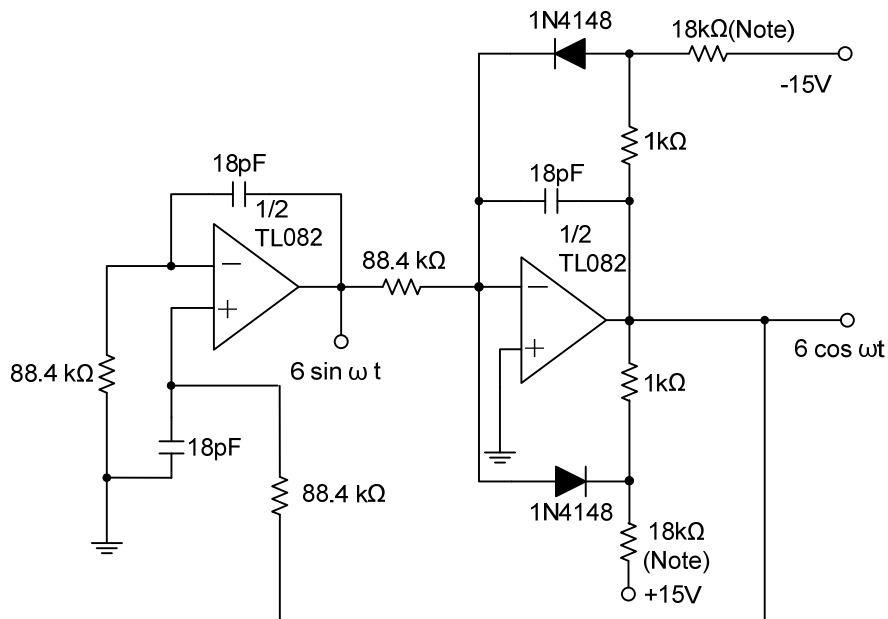 1N4148
18kΩ(Note)
-15V
1kΩ
18pF
1/2
TL082
18pF
1/2
TL082
88.4 kΩ
−
+
−
+
88.4 kΩ
6 sin ω t
6 cos ωt
1kΩ
18pF
88.4 kΩ
1N4148
18kΩ
(Note)
+15V